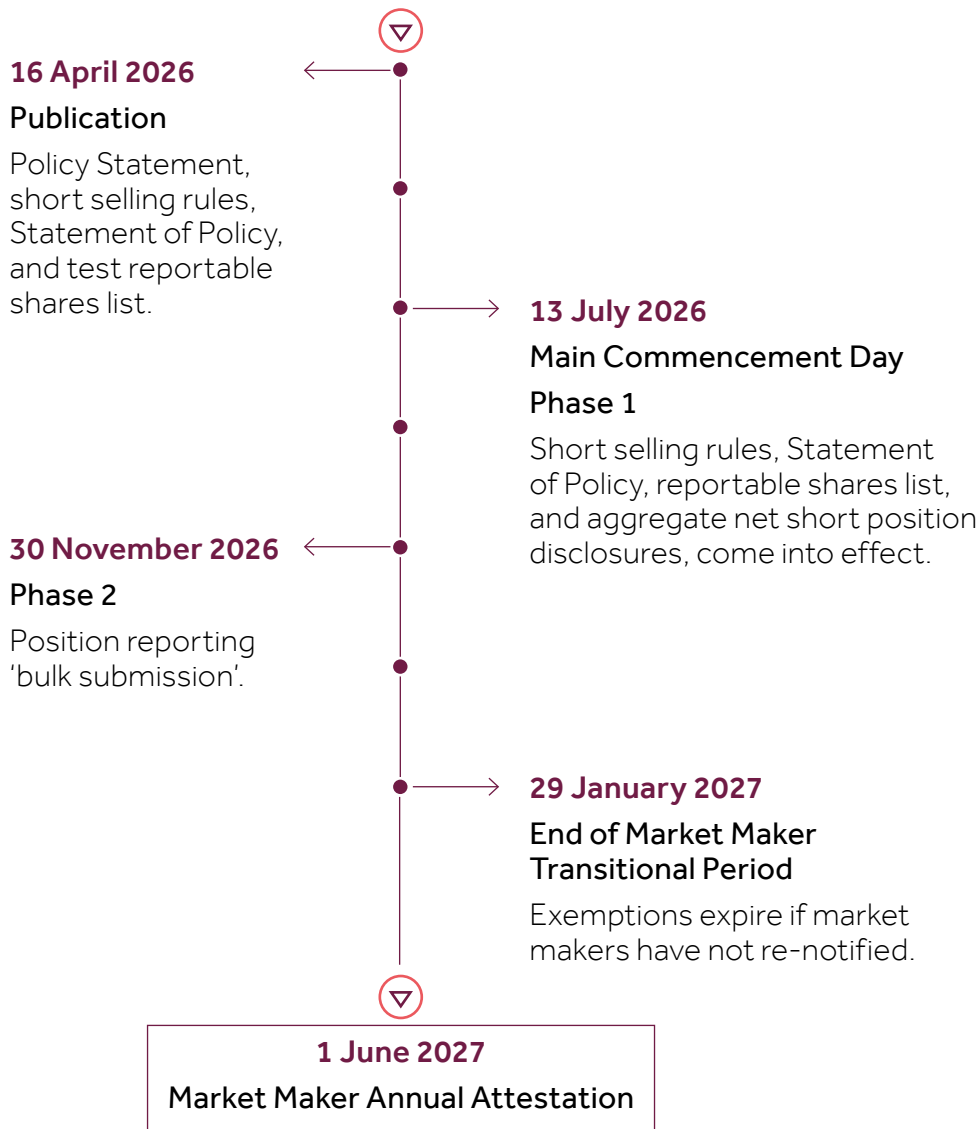 16 April 2026
Publication
Policy Statement,
short selling rules,
Statement of Policy,
and test reportable
shares list.
13 July 2026
Main Commencement Day
Phase 1
Short selling rules, Statement
of Policy, reportable shares list,
and aggregate net short position
disclosures, come into effect.
30 November 2026
Phase 2
Position reporting
‘bulk submission’.
29 January 2027
End of Market Maker
Transitional Period
Exemptions expire if market
makers have not re-notified.
1 June 2027
Market Maker Annual Attestation